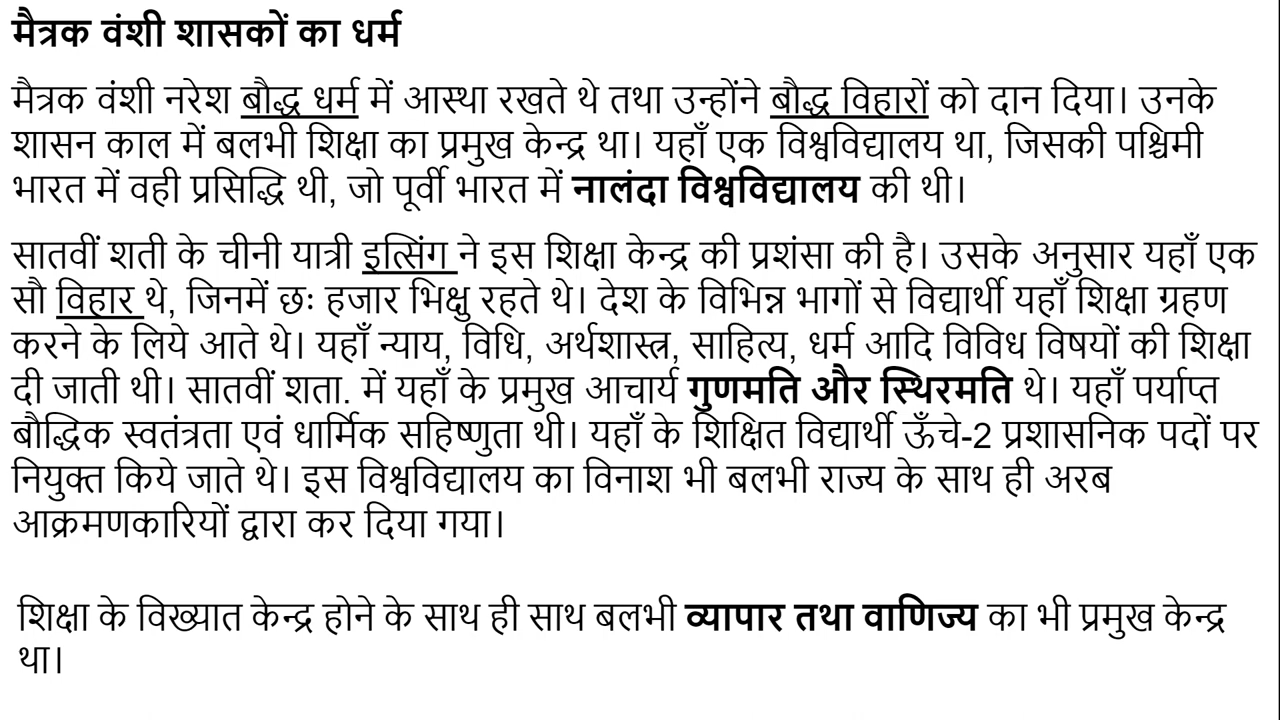 मैत्रक वंशी शासकों का धर्म
मैत्रक वंशी नरेश बौद्ध धर्म में आस्था रखते थे तथा उन्होंने बौद्ध विहारों को दान दिया। उनके
शासन काल में बलभी शिक्षा का प्रमुख केन्द्र था। यहाँ एक विश्वविद्यालय था, जिसकी पश्चिमी
भारत में वही प्रसिद्धि थी, जो पूर्वी भारत में नालंदा विश्वविद्यालय की थी।
सातवीं शती के चीनी यात्री इत्सिंग ने इस शिक्षा केन्द्र की प्रशंसा की है। उसके अनुसार यहाँ एक
सौ विहार थे, जिनमें छः हजार भिक्षु रहते थे। देश के विभिन्न भागों से विद्यार्थी यहाँ शिक्षा ग्रहण
करने के लिये आते थे। यहाँ न्याय, विधि, अर्थशास्त्र, साहित्य, धर्म आदि विविध विषयों की शिक्षा
दी जाती थी। सातवीं शता. में यहाँ के प्रमुख आचार्य गुणमति और स्थिरमति थे। यहाँ पर्याप्त
बौद्धिक स्वतंत्रता एवं धार्मिक सहिष्णुता थी। यहाँ के शिक्षित विद्यार्थी ऊँचे-2 प्रशासनिक पदों पर
नियुक्त किये जाते थे। इस विश्वविद्यालय का विनाश भी बलभी राज्य के साथ ही अरब
आक्रमणकारियों द्वारा कर दिया गया।
शिक्षा के विख्यात केन्द्र होने के साथ ही साथ बलभी व्यापार तथा वाणिज्य का भी प्रमुख केन्द्र
था।